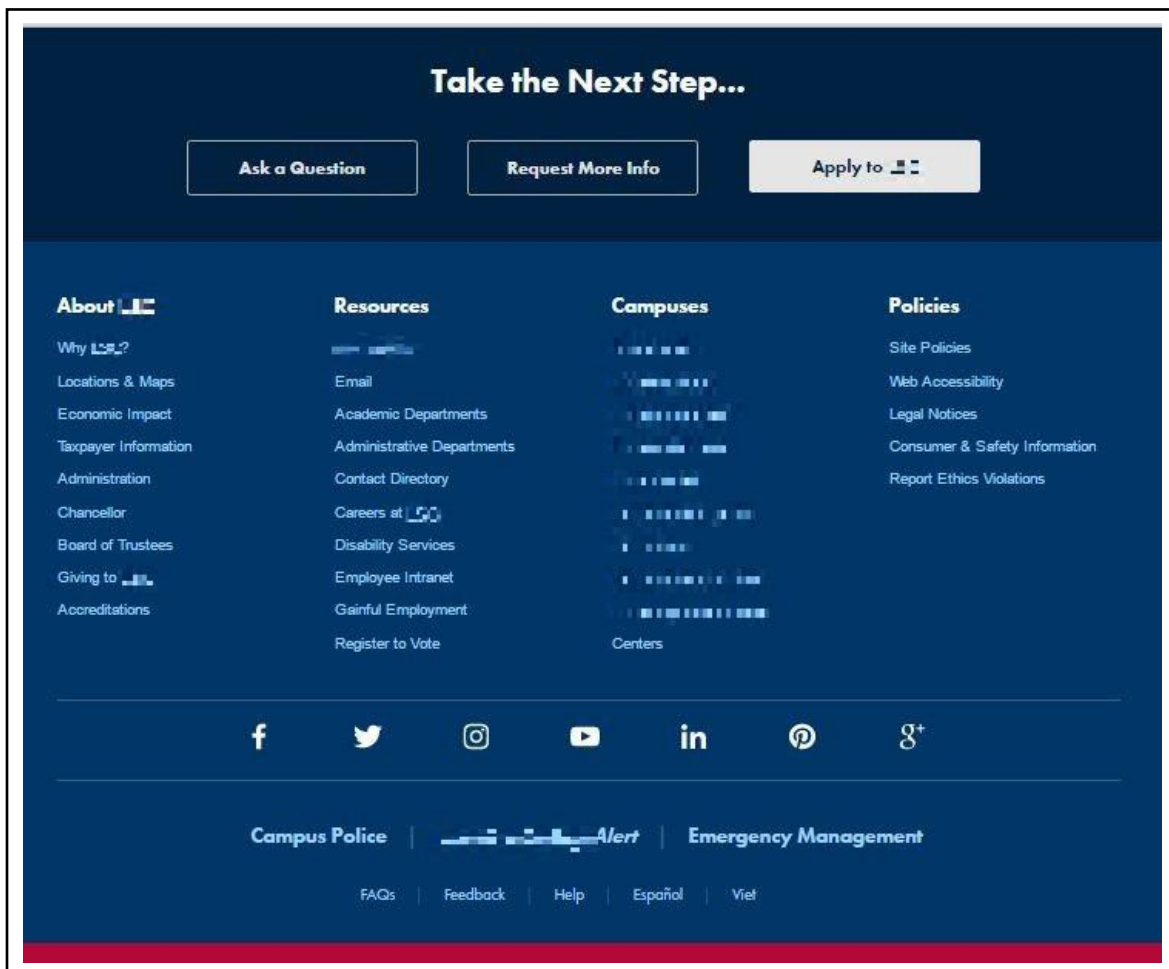 Take the Next Step...
Ask a Question
Request More Info
Apply to
About
Why ?
Locations & Maps
Economic Impact
Taxpayer Information
Administration
Chancellor
Board of Trustees
Giving to
Accreditations
Resources
Email
Academic Departments
Administrative Departments
Contact Directory
Careers at
Disability Services
Employee Intranet
Gainful Employment
Register to Vote
Campuses
Centers
Policies
Site Policies
Web Accessibility
Legal Notices
Consumer & Safety Information
Report Ethics Violations
Campus Police | Alert | Emergency Management
FAQs | Feedback | Help | Español | Viet